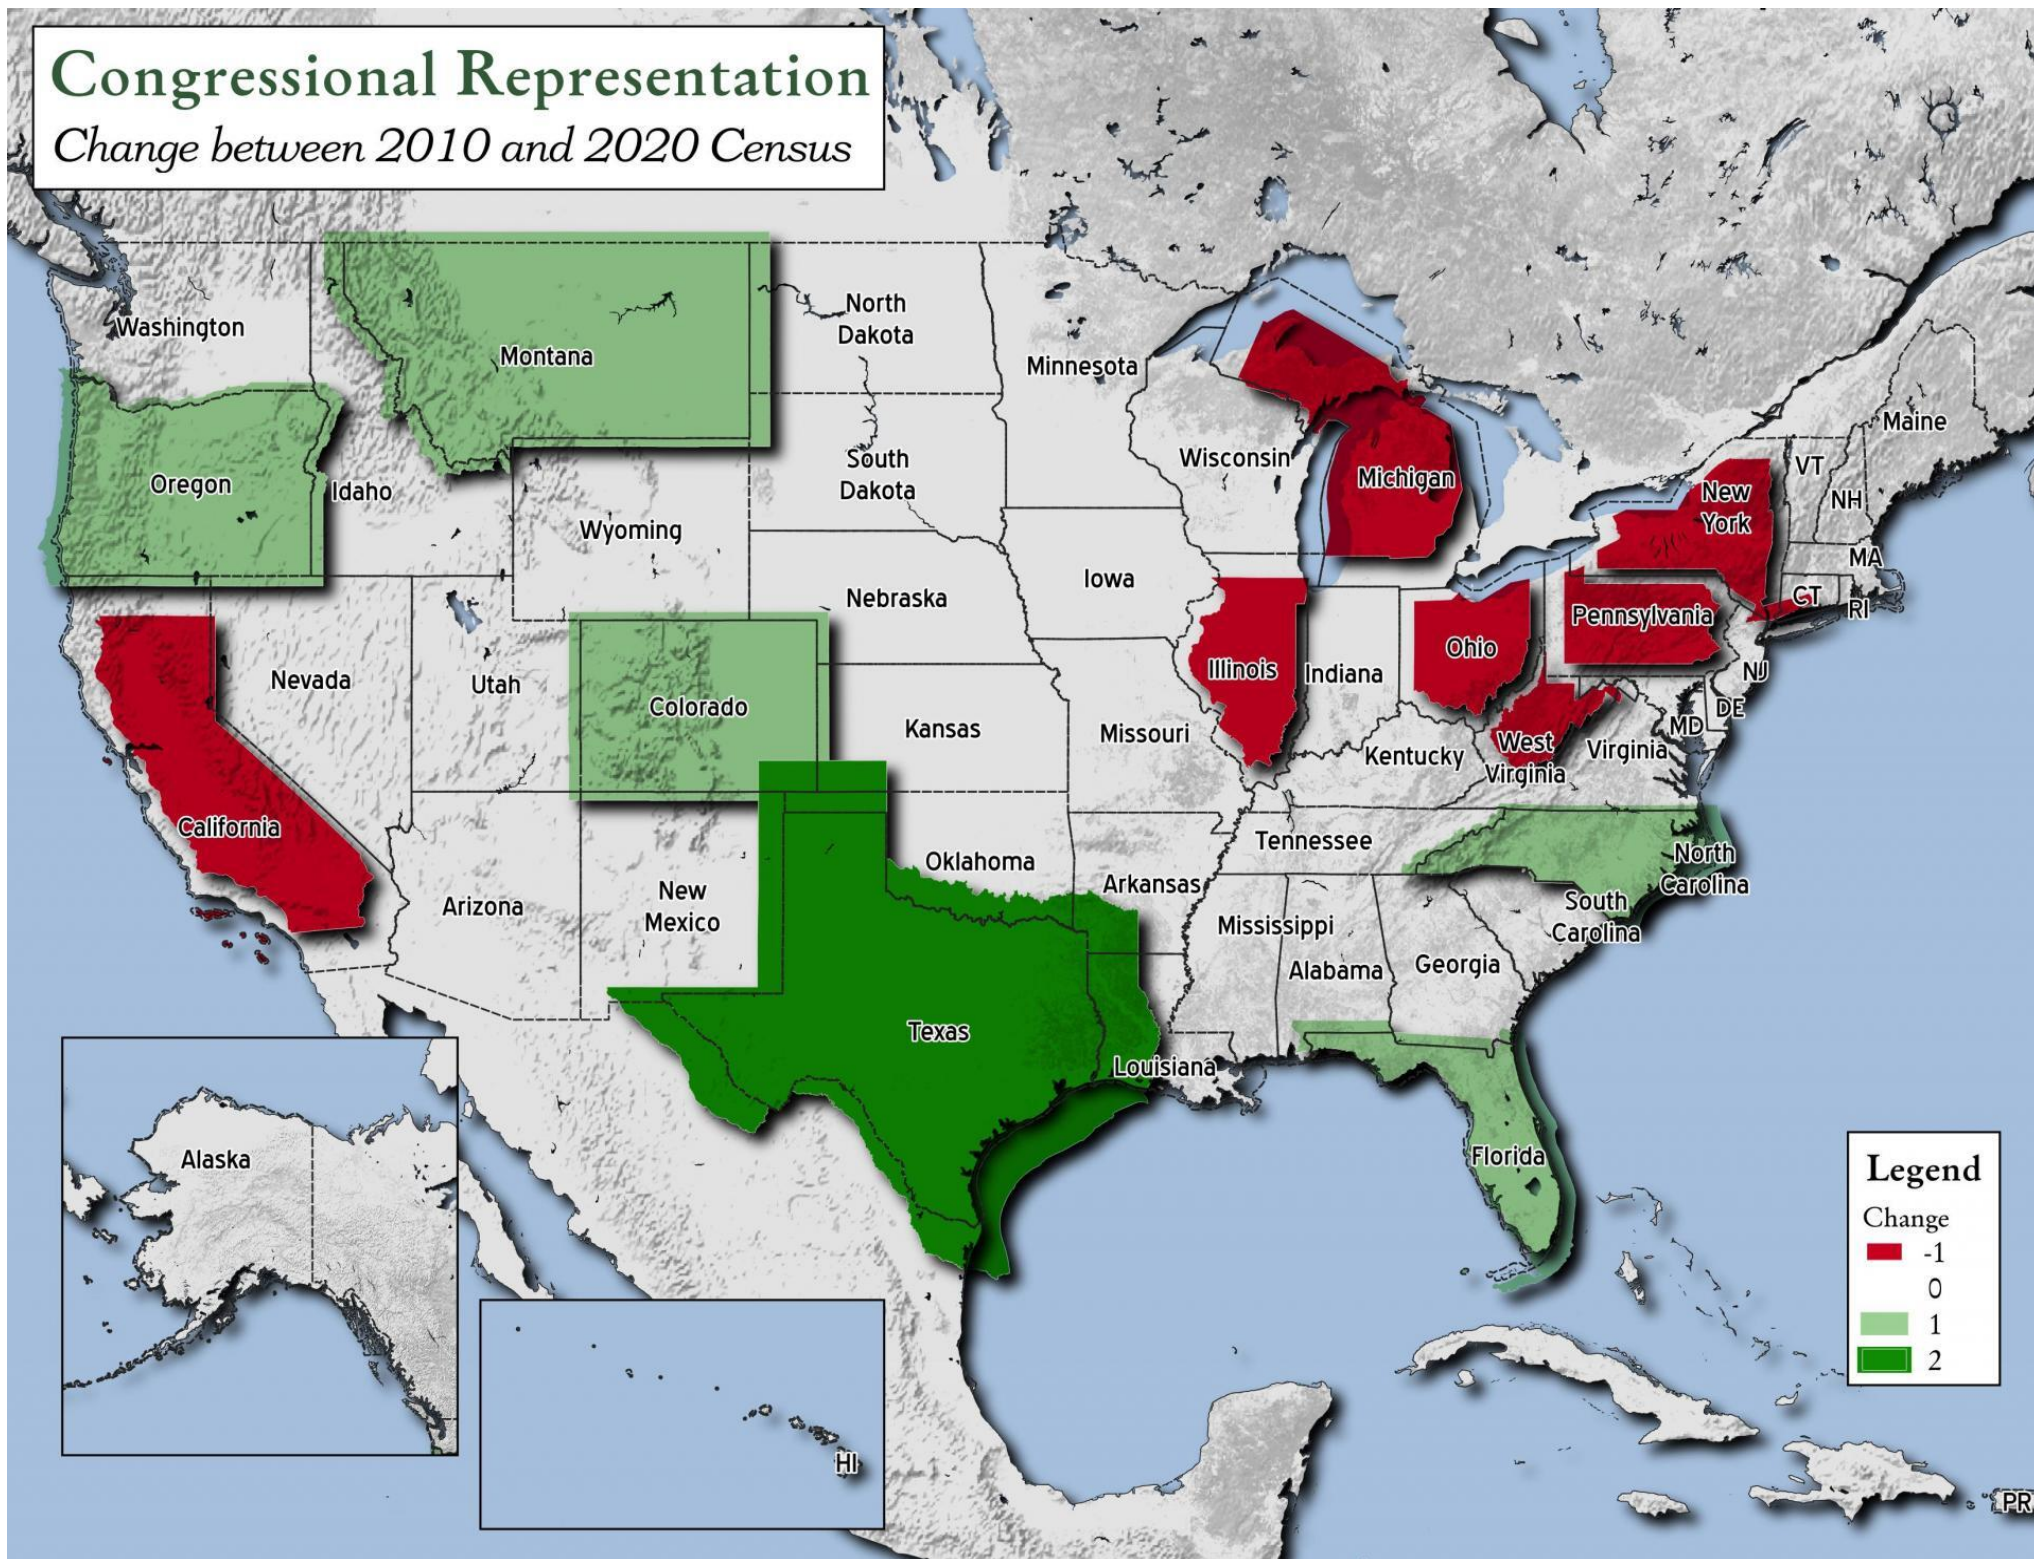 Congressional Representation
Change between 2010 and 2020 Census
Washington
Montana
North
Dakota
Minnesota
Oregon
Idaho
Wyoming
South
Dakota
Wisconsin
Michigan
New
York
VT
NH
Maine
MA
CT
RI
Nebraska
Iowa
Nevada
Utah
Colorado
Kansas
Missouri
Illinois
Indiana
Ohio
Pennsylvania
NJ
DE
MD
West
Virginia
Virginia
Kentucky
California
Arizona
New
Mexico
Oklahoma
Arkansas
Tennessee
North
Carolina
South
Carolina
Mississippi
Alabama
Georgia
Texas
Louisiana
Florida
Alaska
HI
PR
Legend
Change
-1
0
1
2